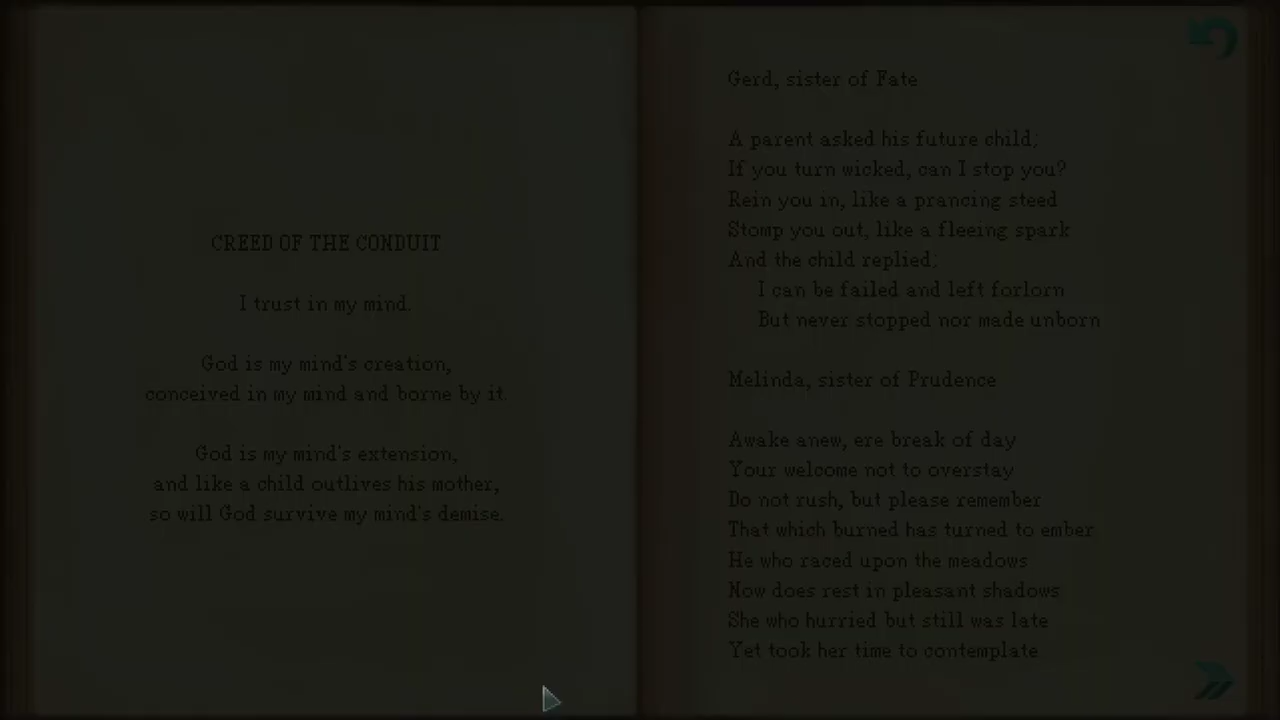 CREED OF THE CONDUIT
I trust in my mind.
God is my mind's creation,
conceived in my mind and borne by it.
God is my mind's extension,
and like a child outlives his mother,
so will God survive my mind's demise.
Gerd, sister of Fate
A parent asked his future child;
If you turn wicked, can I stop you?
Rein you in, like a prancing steed
Stomp you out, like a fleeing spark
And the child replied;
I can be failed and left forlorn
But never stopped nor made unborn
Melinda, sister of Prudence
Awake anew, ere break of day
Your welcome not to overstay
Do not rush, but please remember
That which burned has turned to ember
He who raced upon the meadows
Now does rest in pleasant shadows
She who hurried but still was late
Yet took her time to contemplate